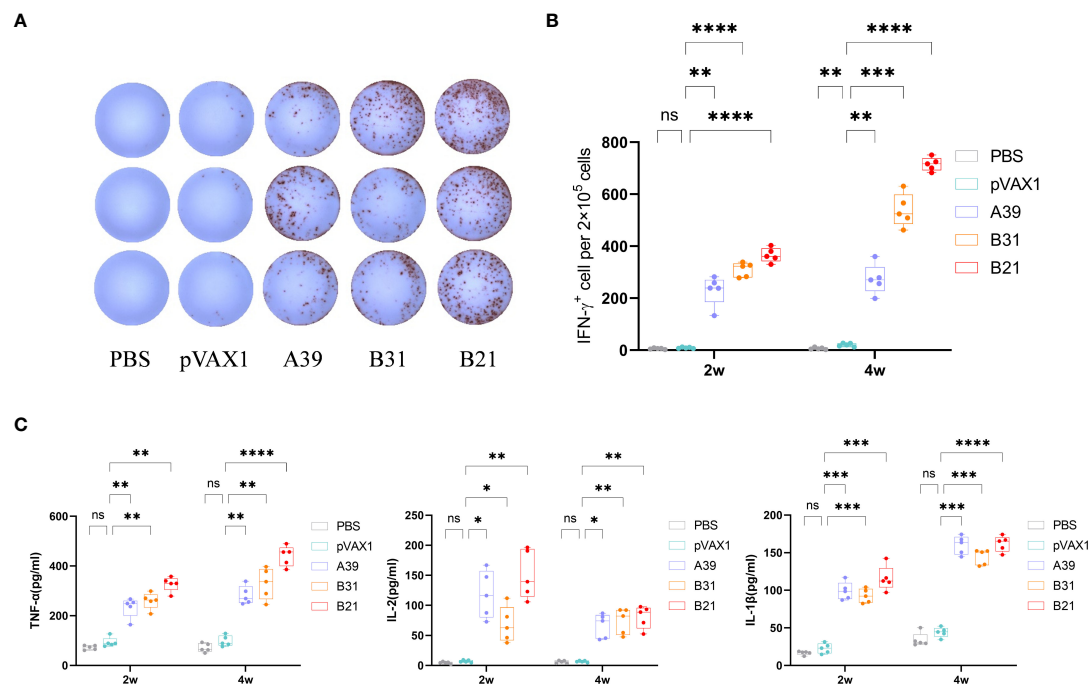 A
PBS pVAX1 A39 B31 B21
B
**** ****
** ** ***
ns **** **
IFN-γ⁺ cell per 2×10⁵ cells
800
600
400
200
0
2w 4w
PBS
pVAX1
A39
B31
B21
C
** ****
** ns **
ns ** **
TNF-α(pg/ml)
600
400
200
0
2w 4w
PBS
pVAX1
A39
B31
B21
** **
* **
ns * ns *
IL-2(pg/ml)
250
200
150
100
50
0
2w 4w
PBS
pVAX1
A39
B31
B21
*** ****
*** ns ***
ns *** ***
IL-1β(pg/ml)
200
150
100
50
0
2w 4w
PBS
pVAX1
A39
B31
B21